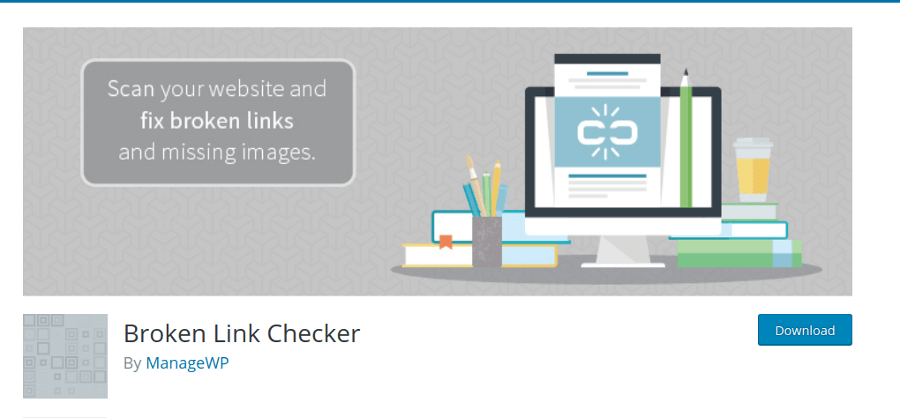 Scan your website and
fix broken links
and missing images.
Broken Link Checker
Download
By ManageWP